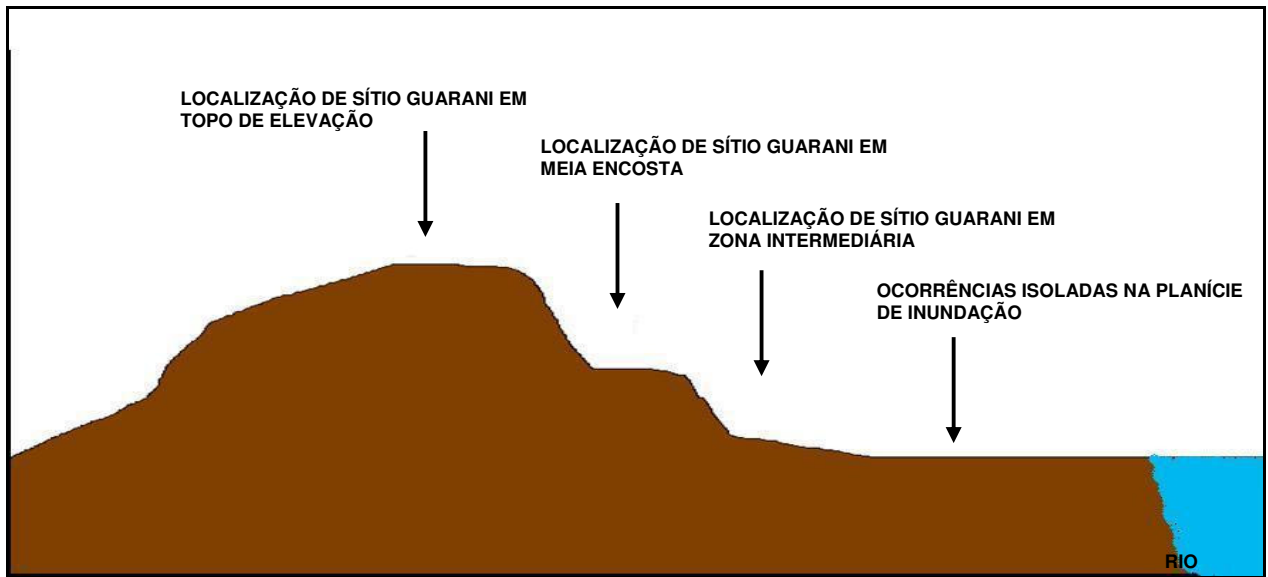 LOCALIZAÇÃO DE SÍTIO GUARANI EM
TOPO DE ELEVAÇÃO
LOCALIZAÇÃO DE SÍTIO GUARANI EM
MEIA ENCOSTA
LOCALIZAÇÃO DE SÍTIO GUARANI EM
ZONA INTERMEDIÁRIA
OCORRÊNCIAS ISOLADAS NA PLANÍCIE
DE INUNDAÇÃO
RIO